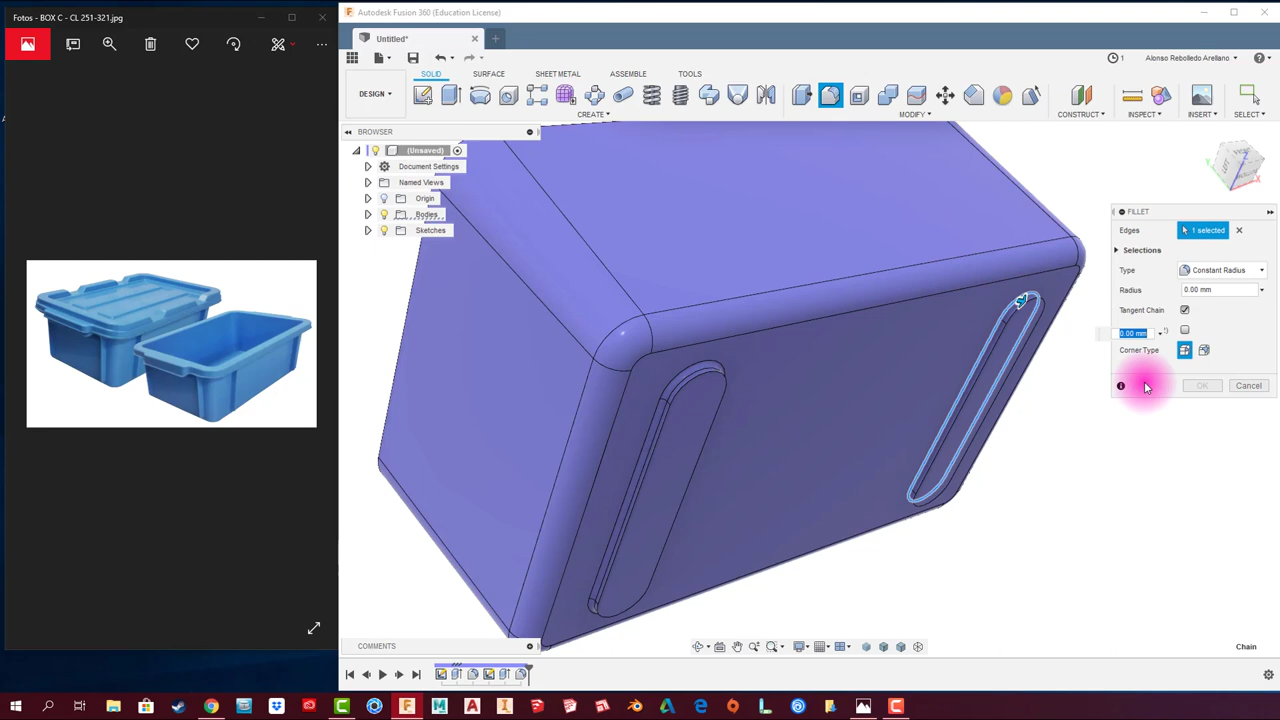 Fotos - BOX C - CL 251-321.jpg
Autodesk Fusion 360 (Education License)
Untitled*
1
Alonso Rebolledo Arellano
SOLID SURFACE SHEET METAL ASSEMBLE TOOLS
DESIGN
CREATE MODIFY CONSTRUCT INSPECT INSERT SELECT
BROWSER
(Unsaved)
Document Settings
Named Views
Origin
Bodies
Sketches
Z
X
Y
LEFT
FILLET
Edges 1 selected
Selections
Type Constant Radius
Radius 0.00 mm
Tangent Chain
0.00 mm
Corner Type
OK Cancel
COMMENTS
Chain